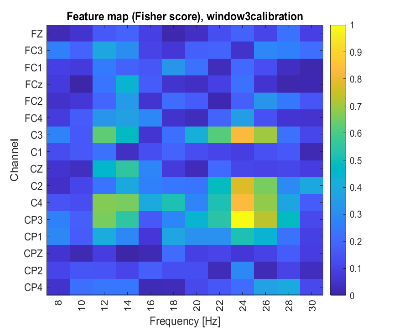 Feature map (Fisher score), window3calibration
Channel
FZ
FC3
FC1
FCz
FC2
FC4
C3
C1
CZ
C2
C4
CP3
CP1
CPZ
CP2
CP4
8 10 12 14 16 18 20 22 24 26 28 30
Frequency [Hz]
1
0.9
0.8
0.7
0.6
0.5
0.4
0.3
0.2
0.1
0